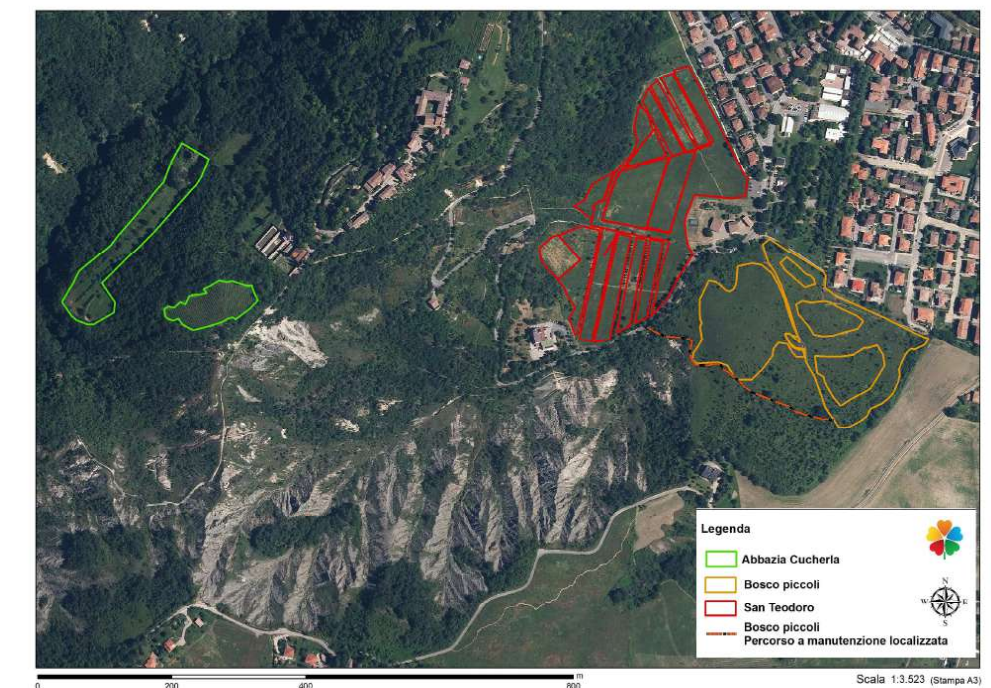 Legenda
Abbazia Cucherla
Bosco piccoli
San Teodoro
Bosco piccoli
Percorso a manutenzione localizzata
N
W E
S
0 200 400 800 m
Scala 1:3.523 (Stampa A3)